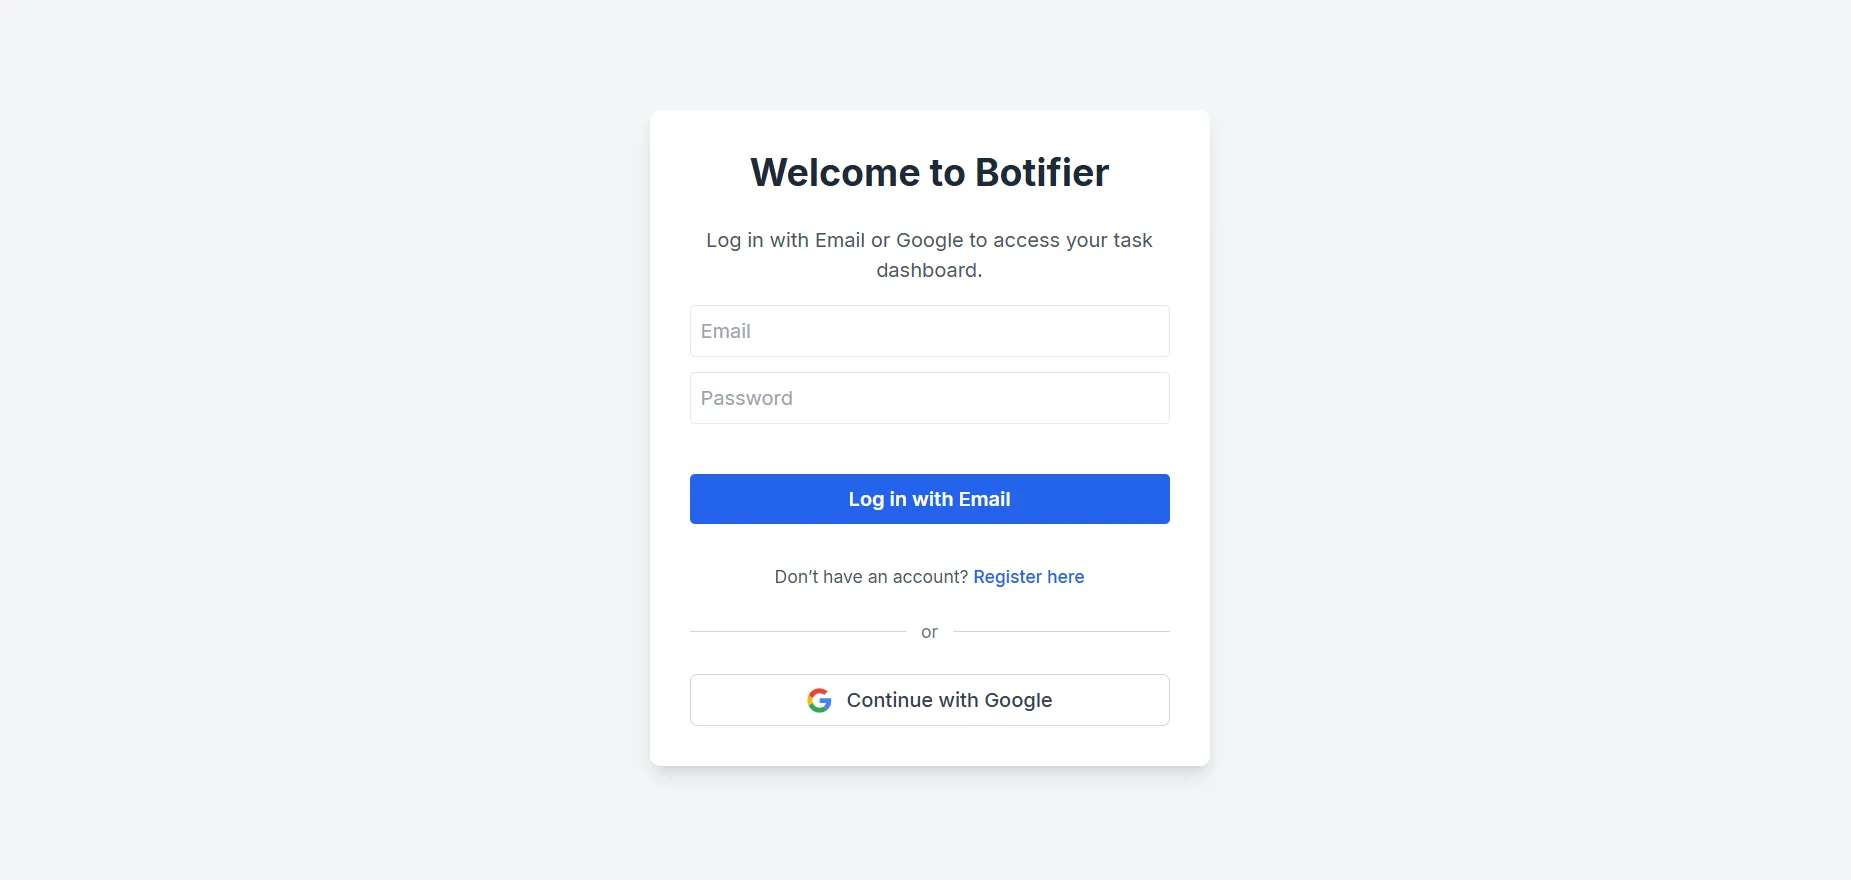 Welcome to Botifier
Log in with Email or Google to access your task
dashboard.
Email
Password
Log in with Email
Don’t have an account? Register here
or
Continue with Google